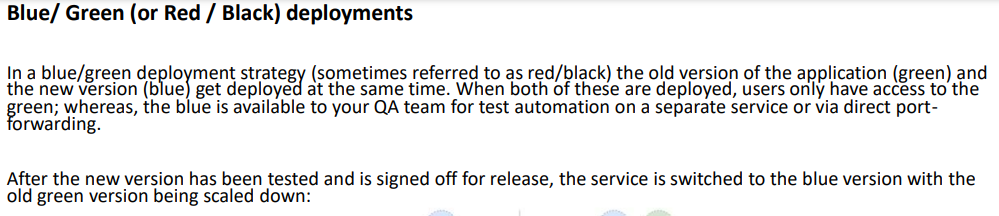 Blue/ Green (or Red / Black) deployments
In a blue/green deployment strategy (sometimes referred to as red/black) the old version of the application (green) and
the new version (blue) get deployed at the same time. When both of these are deployed, users only have access to the
green; whereas, the blue is available to your QA team for test automation on a separate service or via direct port-
forwarding.
After the new version has been tested and is signed off for release, the service is switched to the blue version with the
old green version being scaled down: